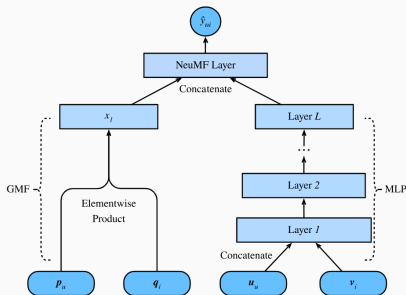 ŷui
NeuMF Layer
Concatenate
x1
Layer L
...
GMF
Elementwise
Product
Layer 2
MLP
Layer 1
Concatenate
pu
qi
uu
vi